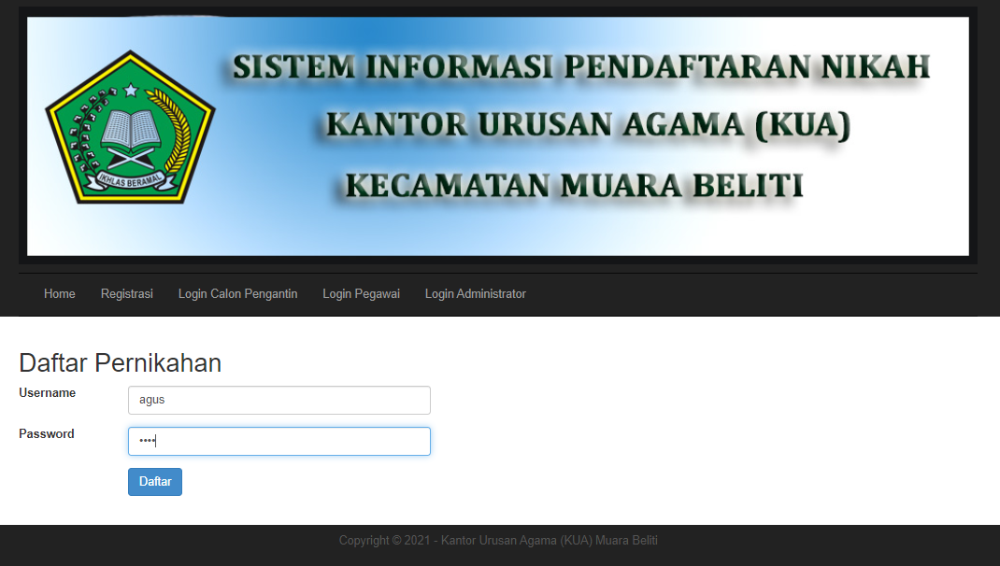 SISTEM INFORMASI PENDAFTARAN NIKAH
KANTOR URUSAN AGAMA (KUA)
KECAMATAN MUARA BELITI
IKHLAS BERAMAL
Home Registrasi Login Calon Pengantin Login Pegawai Login Administrator
Daftar Pernikahan
Username agus
Password ••••
Daftar
Copyright © 2021 - Kantor Urusan Agama (KUA) Muara Beliti